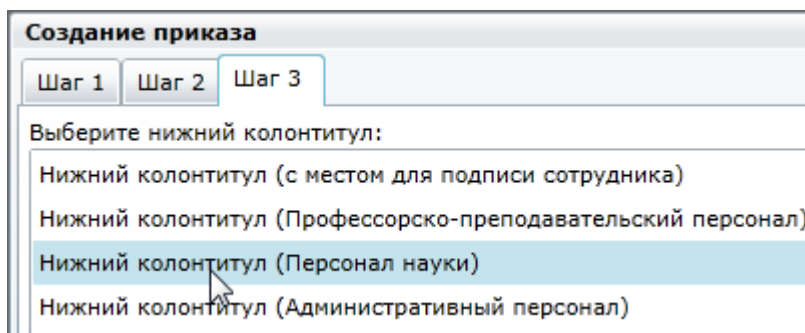 Создание приказа
Шаг 1 Шаг 2 Шаг 3
Выберите нижний колонтитул:
Нижний колонтитул (с местом для подписи сотрудника)
Нижний колонтитул (Профессорско-преподавательский персонал)
Нижний колонтитул (Персонал науки)
Нижний колонтитул (Административный персонал)